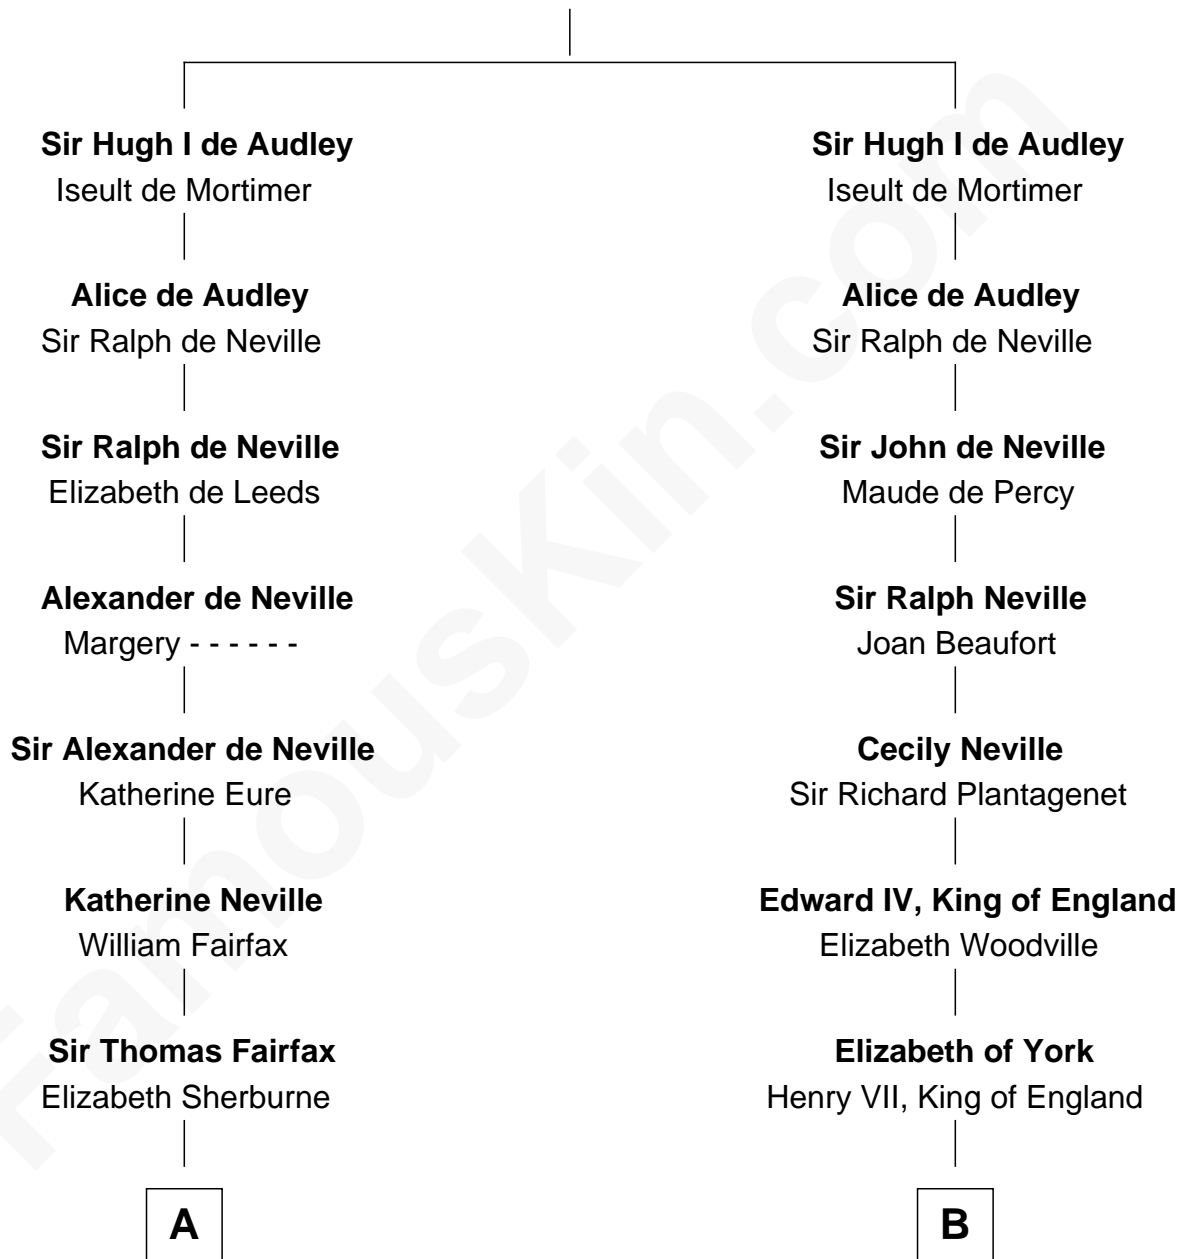 Sir Hugh I de Audley
Iseult de Mortimer
Alice de Audley
Sir Ralph de Neville
Sir Ralph de Neville
Elizabeth de Leeds
Alexander de Neville
Margery - - - - - -
Sir Alexander de Neville
Katherine Eure
Katherine Neville
William Fairfax
Sir Thomas Fairfax
Elizabeth Sherburne
A
Sir Hugh I de Audley
Iseult de Mortimer
Alice de Audley
Sir Ralph de Neville
Sir John de Neville
Maude de Percy
Sir Ralph Neville
Joan Beaufort
Cecily Neville
Sir Richard Plantagenet
Edward IV, King of England
Elizabeth Woodville
Elizabeth of York
Henry VII, King of England
B
FamousKin.com